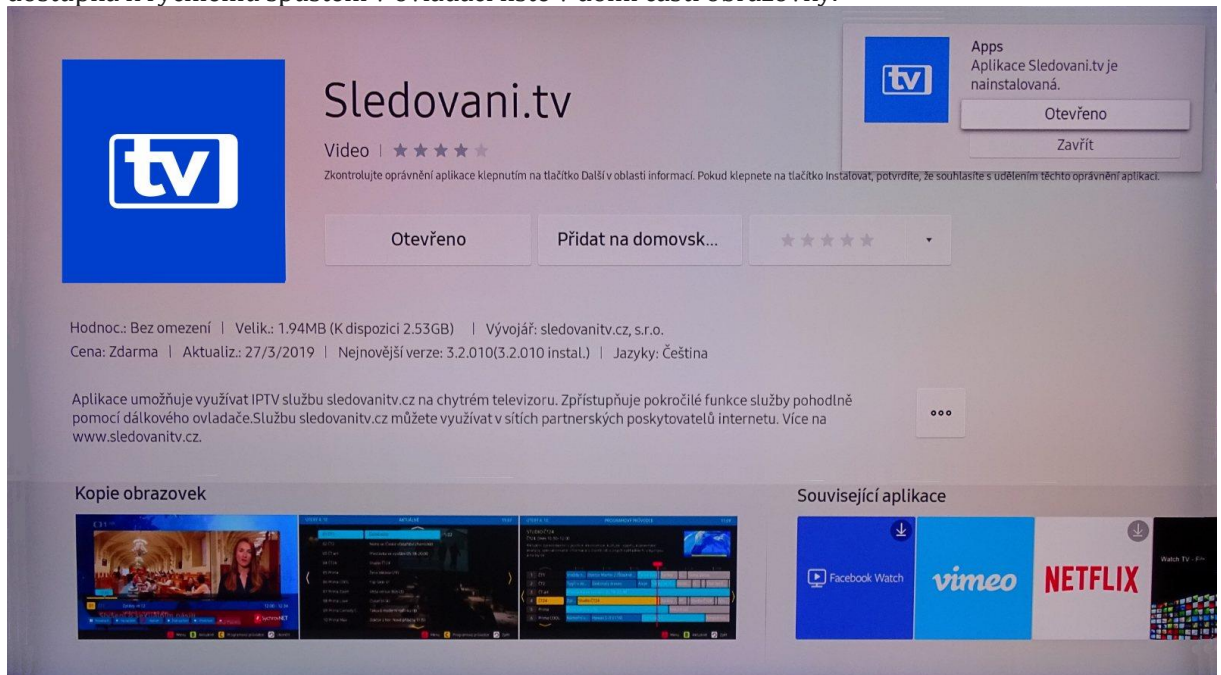 tv
Sledovani.tv
Video
Zkontrolujte oprávnění aplikace klepnutím na tlačítko Další v oblasti informací. Pokud klepnete na tlačítko Instalovat, potvrdíte, že souhlasíte s udělením těchto oprávnění aplikaci.
tv
Apps
Aplikace Sledovani.tv je
nainstalovaná.
Otevřeno
Zavřít
Otevřeno
Přidat na domovsk...
Hodnoc.: Bez omezení | Velik.: 1.94MB (K dispozici 2.53GB) | Vývojář: sledovanitv.cz, s.r.o.
Cena: Zdarma | Aktualiz.: 27/3/2019 | Nejnovější verze: 3.2.010(3.2.010 instal.) | Jazyky: Čeština
Aplikace umožňuje využívat IPTV službu sledovanitv.cz na chytrém televizoru. Zpřístupňuje pokročilé funkce služby pohodlně
pomocí dálkového ovladače.Službu sledovanitv.cz můžete využívat v sítích partnerských poskytovatelů internetu. Více na
www.sledovanitv.cz.
Kopie obrazovek
Související aplikace
AKTUÁLNĚ
PROGRAMOVÝ PRŮVODCE
Facebook Watch
vimeo
NETFLIX
Watch TV